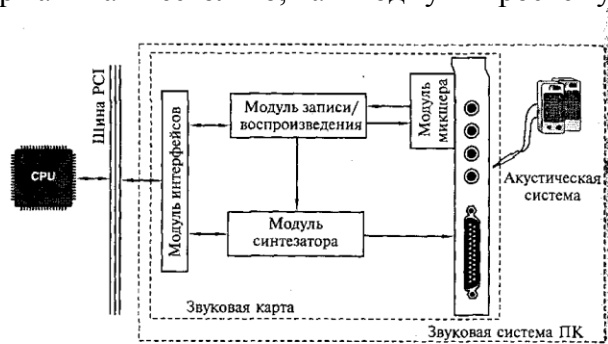 CPU
Шина PCI
Модуль интерфейсов
Модуль записи/
воспроизведения
Модуль
микшера
Модуль
синтезатора
Акустическая
система
Звуковая карта
Звуковая система ПК